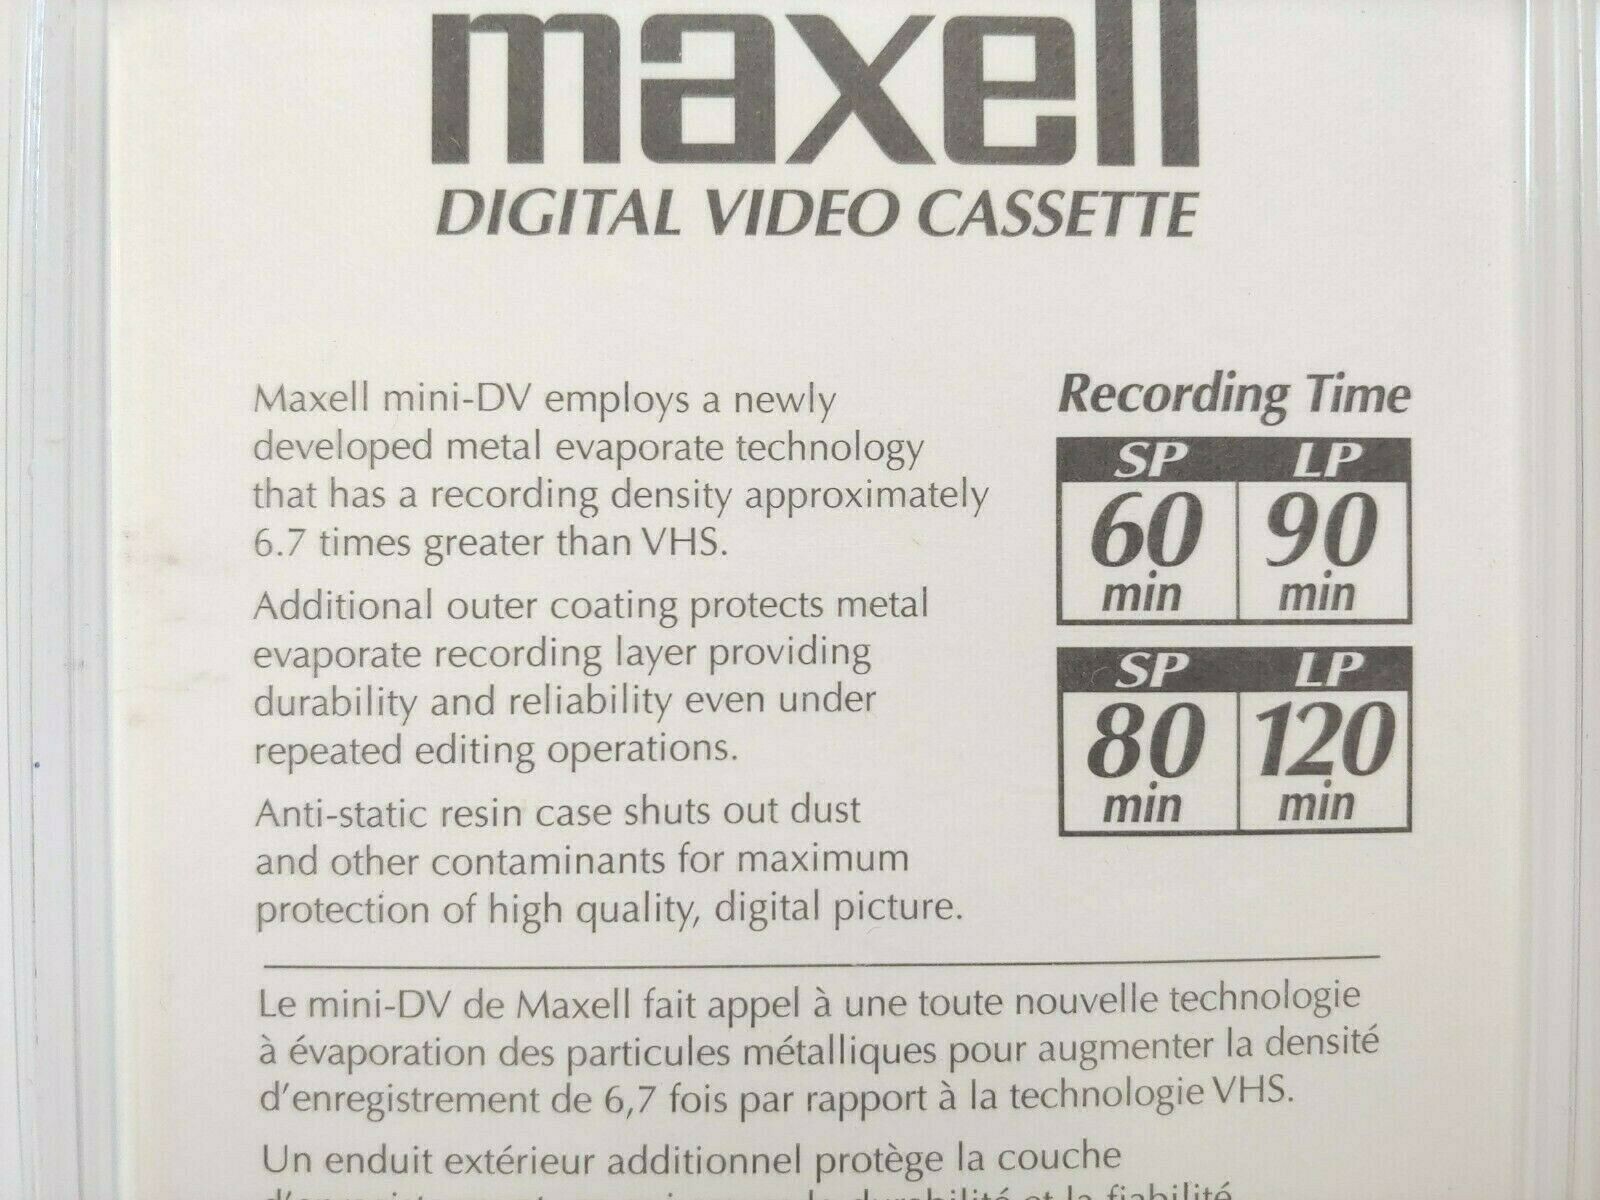 maxell
DIGITAL VIDEO CASSETTE
Maxell mini-DV employs a newly
developed metal evaporate technology
that has a recording density approximately
6.7 times greater than VHS.
Additional outer coating protects metal
evaporate recording layer providing
durability and reliability even under
repeated editing operations.
Anti-static resin case shuts out dust
and other contaminants for maximum
protection of high quality, digital picture.
Recording Time
SP LP
60 90
min min
SP LP
80 120
min min
Le mini-DV de Maxell fait appel à une toute nouvelle technologie
à évaporation des particules métalliques pour augmenter la densité
d'enregistrement de 6,7 fois par rapport à la technologie VHS.
Un enduit extérieur additionnel protège la couche
la durabilité et la fiabilité